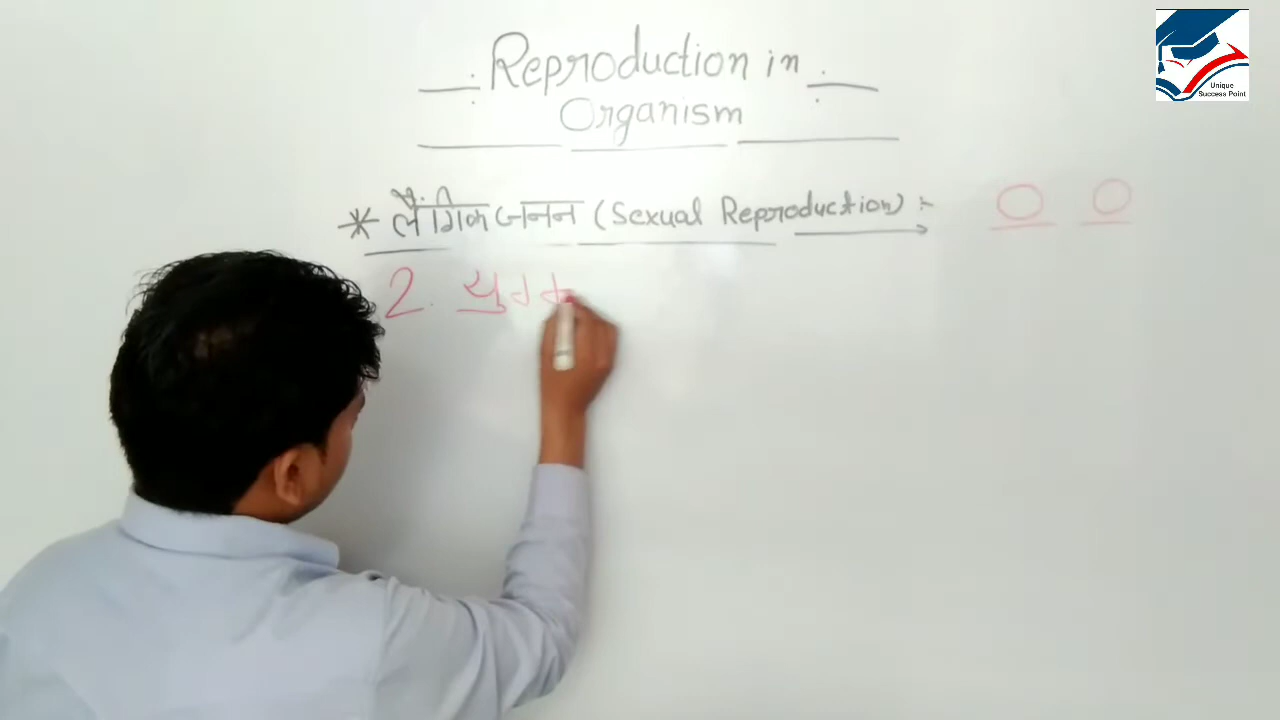 Reproduction in
Organism
* लैंगिक जनन (Sexual Reproduction) :-
2.
Unique
Success Point